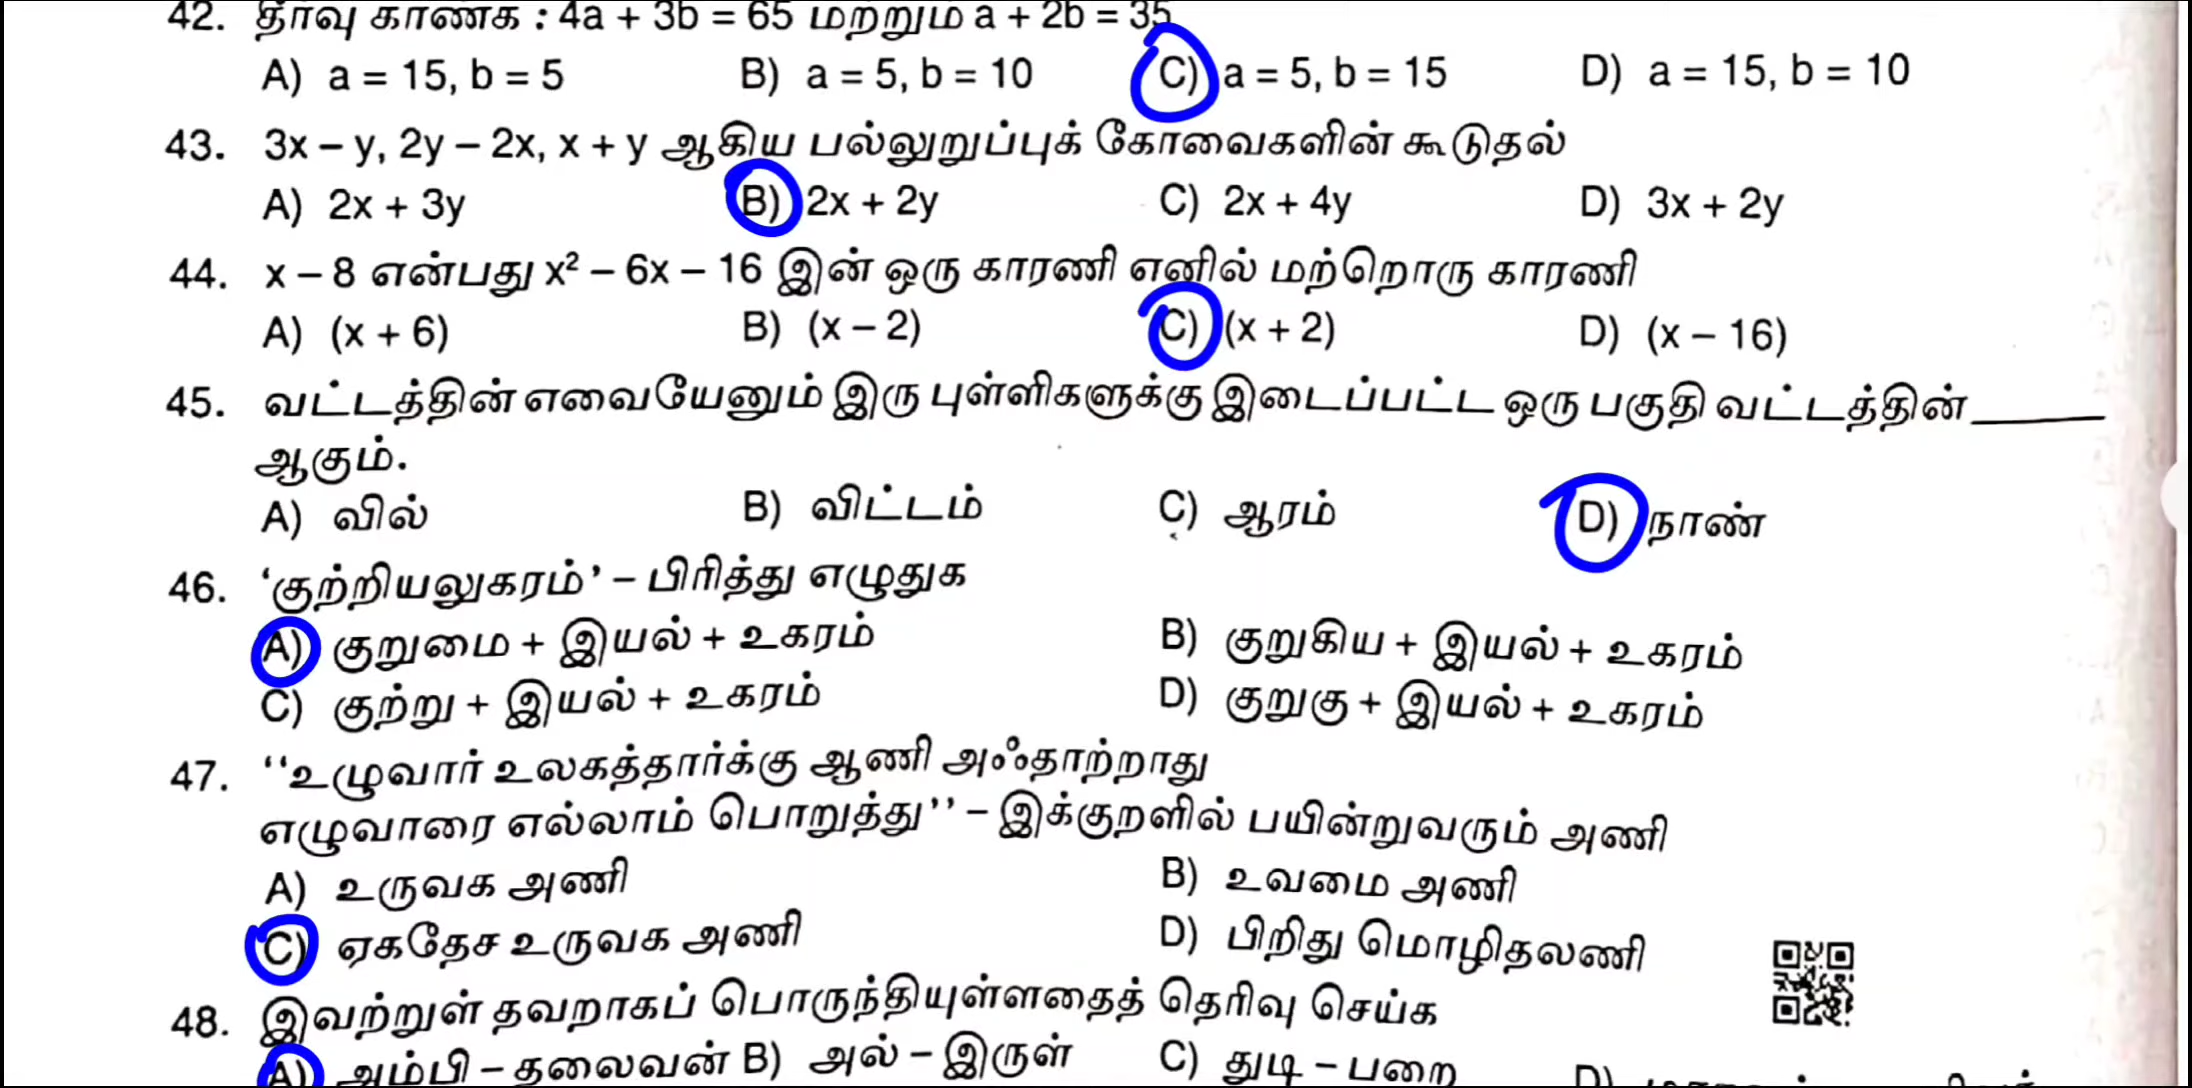 42. தீர்வு காண்க : 4a + 3b = 65 மற்றும் a + 2b = 35
A) a = 15, b = 5 B) a = 5, b = 10 C) a = 5, b = 15 D) a = 15, b = 10
43. 3x – y, 2y – 2x, x + y ஆகிய பல்லுறுப்புக் கோவைகளின் கூடுதல்
A) 2x + 3y B) 2x + 2y C) 2x + 4y D) 3x + 2y
44. x – 8 என்பது x² – 6x – 16 இன் ஒரு காரணி எனில் மற்றொரு காரணி
A) (x + 6) B) (x – 2) C) (x + 2) D) (x – 16)
45. வட்டத்தின் எவையேனும் இரு புள்ளிகளுக்கு இடைப்பட்ட ஒரு பகுதி வட்டத்தின் ______
ஆகும்.
A) வில் B) விட்டம் C) ஆரம் D) நாண்
46. ‘குற்றியலுகரம்’ – பிரித்து எழுதுக
A) குறுமை + இயல் + உகரம் B) குறுகிய + இயல் + உகரம்
C) குற்று + இயல் + உகரம் D) குறுகு + இயல் + உகரம்
47. ‘‘உழுவார் உலகத்தார்க்கு ஆணி அஃதாற்றாது
எழுவாரை எல்லாம் பொறுத்து’’ – இக்குறளில் பயின்றுவரும் அணி
A) உருவக அணி B) உவமை அணி
C) ஏகதேச உருவக அணி D) பிறிது மொழிதலணி
48. இவற்றுள் தவறாகப் பொருந்தியுள்ளதைத் தெரிவு செய்க
A) அம்பி – தலைவன் B) அல் – இருள் C) துடி – பறை D)